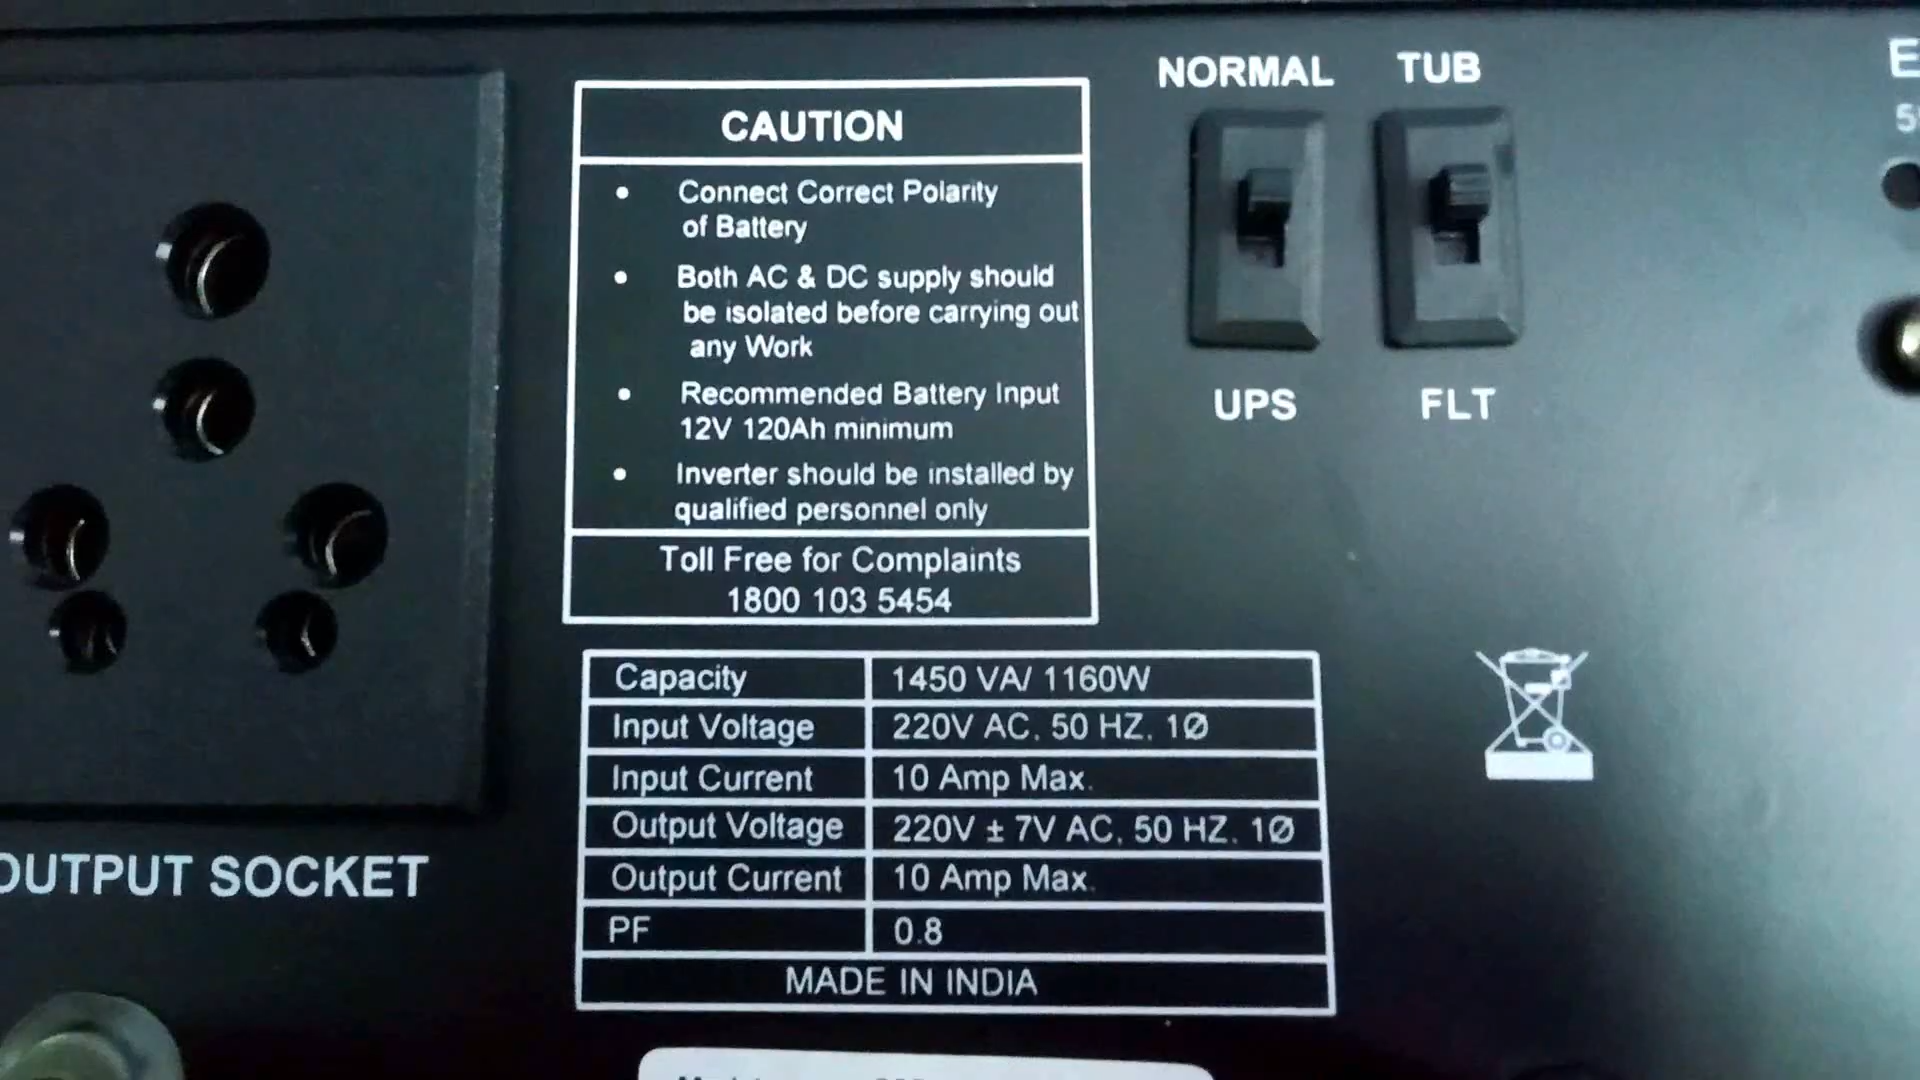 NORMAL
TUB
CAUTION
• Connect Correct Polarity
of Battery
• Both AC & DC supply should
be isolated before carrying out
any Work
• Recommended Battery Input
12V 120Ah minimum
• Inverter should be installed by
qualified personnel only
Toll Free for Complaints
1800 103 5454
UPS
FLT
Capacity 1450 VA/ 1160W
Input Voltage 220V AC, 50 HZ, 1Ø
Input Current 10 Amp Max.
Output Voltage 220V ± 7V AC, 50 HZ, 1Ø
Output Current 10 Amp Max.
PF 0.8
MADE IN INDIA
OUTPUT SOCKET